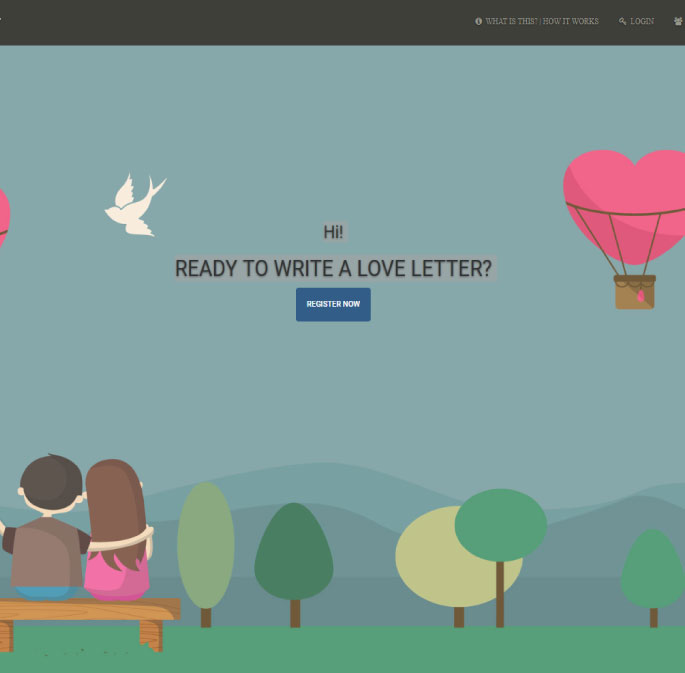 WHAT IS THIS? | HOW IT WORKS LOGIN
Hi!
READY TO WRITE A LOVE LETTER?
REGISTER NOW